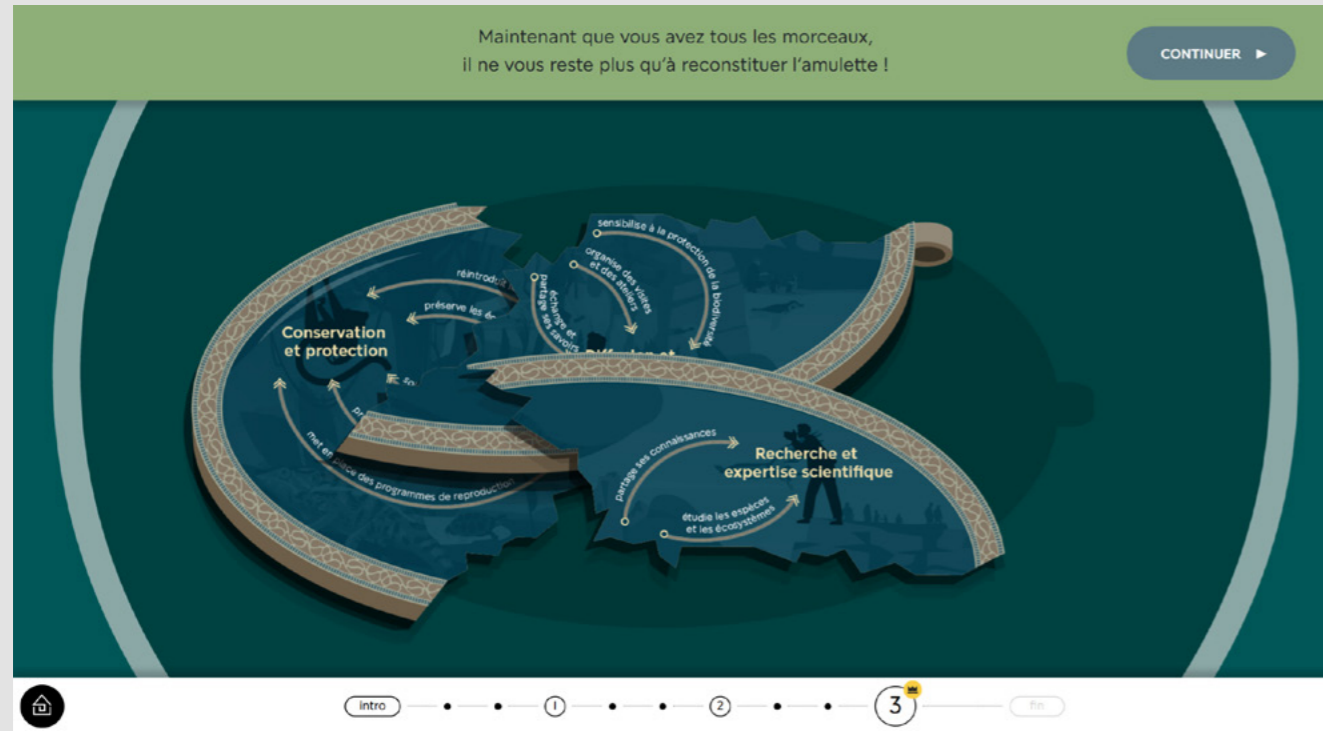 Maintenant que vous avez tous les morceaux,
il ne vous reste plus qu'à reconstituer l'amulette !
CONTINUER
sensibilise à la protection de la biodiversité
organise des visites
et des ateliers
échange et
partage ses savoirs
réintroduit
préserve les
Conservation
et protection
met en place des programmes de reproduction
partage ses connaissances
Recherche et
expertise scientifique
étudie les espèces
et les écosystèmes
intro
1
2
3
fin